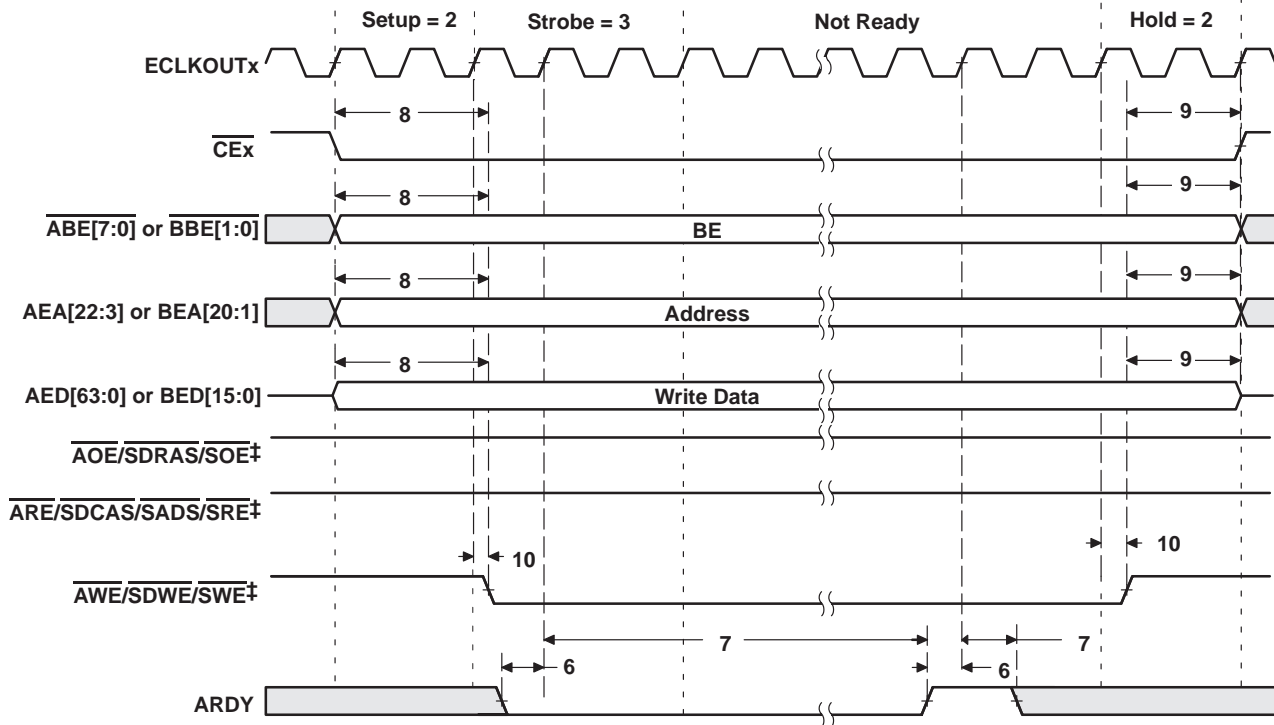 Setup = 2 Strobe = 3 Not Ready Hold = 2
ECLKOUTx
8 9
CEx
8 9
ABE[7:0] or BBE[1:0] BE
8 9
AEA[22:3] or BEA[20:1] Address
8 9
AED[63:0] or BED[15:0] Write Data
AOE/SDRAS/SOE‡
ARE/SDCAS/SADS/SRE‡
10 10
AWE/SDWE/SWE‡
7 7
6 6
ARDY